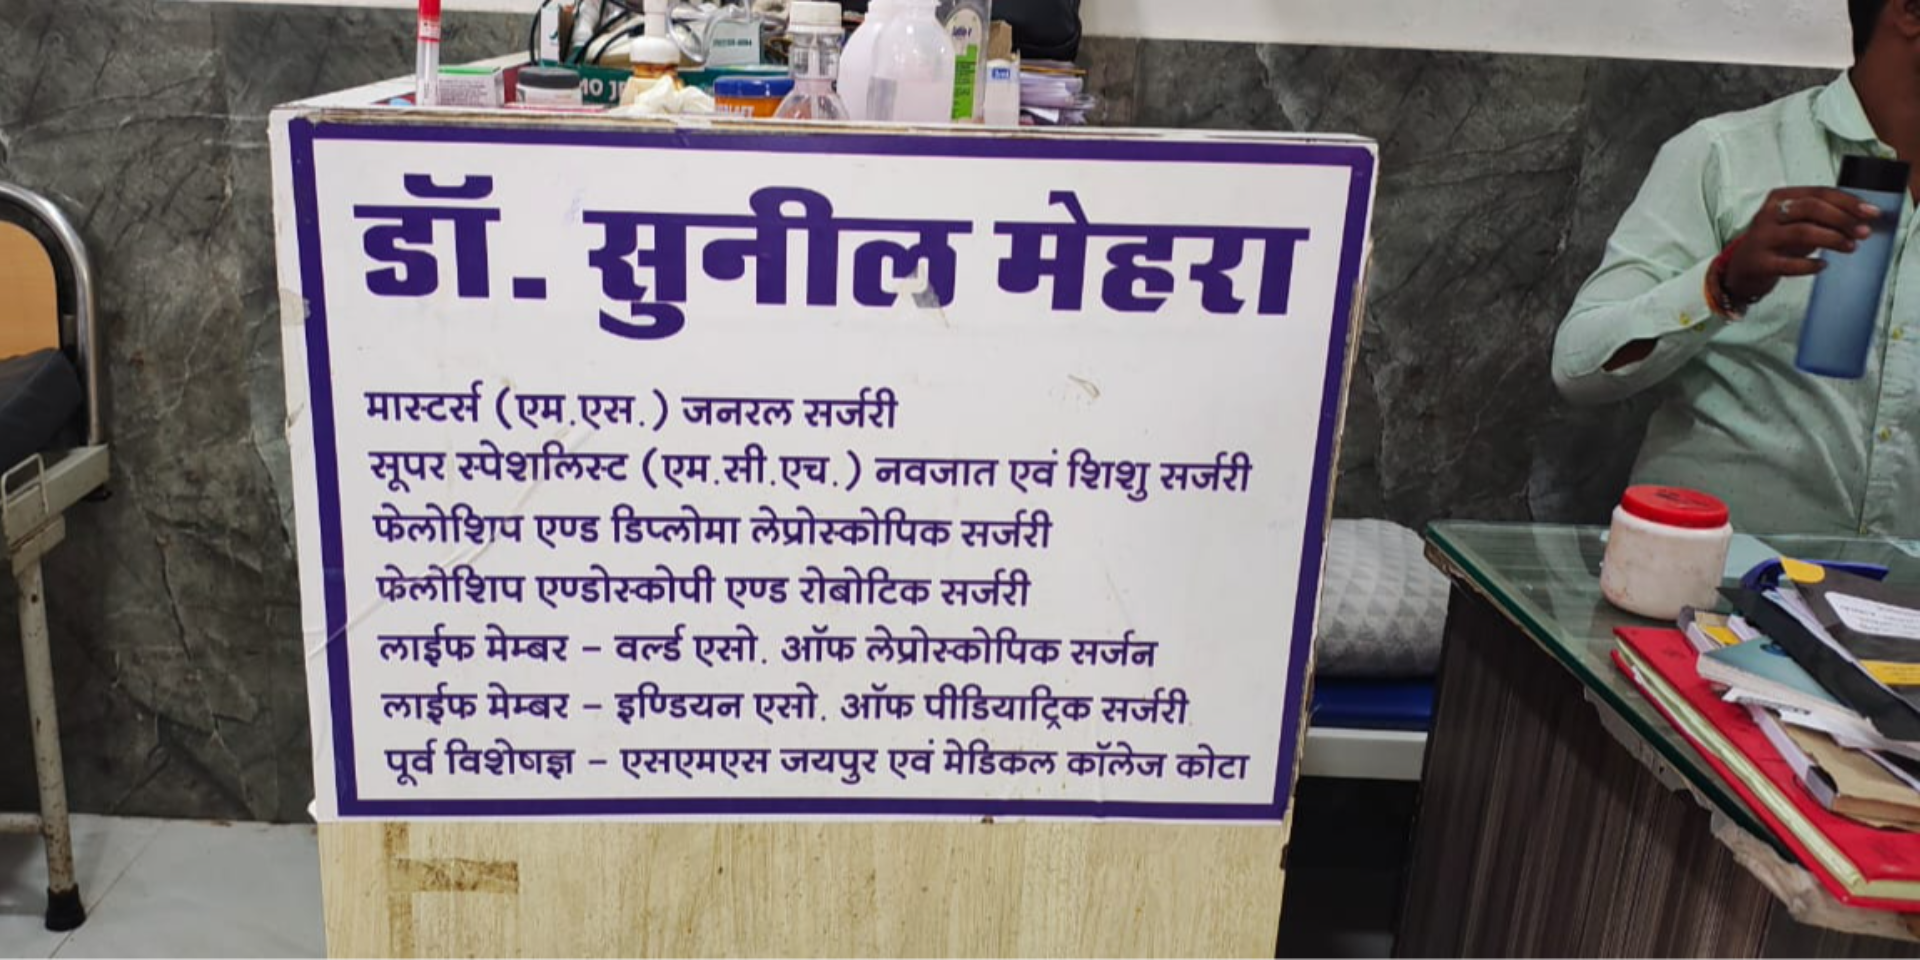 डॉ. सुनील मेहरा
मास्टर्स (एम.एस.) जनरल सर्जरी
सूपर स्पेशलिस्ट (एम.सी.एच.) नवजात एवं शिशु सर्जरी
फेलोशिप एण्ड डिप्लोमा लेप्रोस्कोपिक सर्जरी
फेलोशिप एण्डोस्कोपी एण्ड रोबोटिक सर्जरी
लाईफ मेम्बर – वर्ल्ड एसो. ऑफ लेप्रोस्कोपिक सर्जन
लाईफ मेम्बर – इण्डियन एसो. ऑफ पीडियाट्रिक सर्जरी
पूर्व विशेषज्ञ – एसएमएस जयपुर एवं मेडिकल कॉलेज कोटा